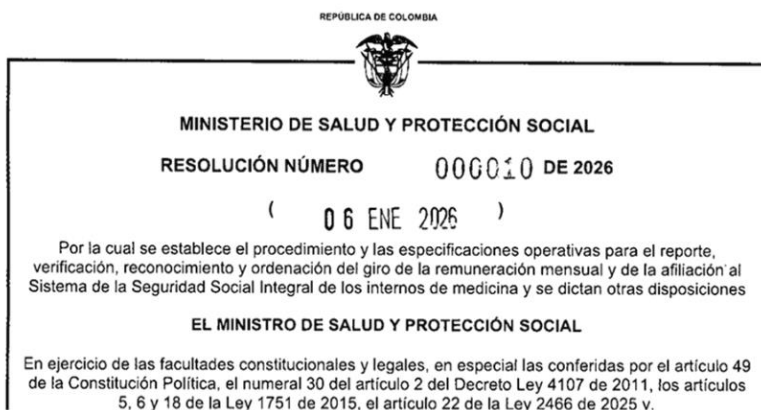 REPÚBLICA DE COLOMBIA
MINISTERIO DE SALUD Y PROTECCIÓN SOCIAL
RESOLUCIÓN NÚMERO 000010 DE 2026
( 06 ENE 2026 )
Por la cual se establece el procedimiento y las especificaciones operativas para el reporte,
verificación, reconocimiento y ordenación del giro de la remuneración mensual y de la afiliación al
Sistema de la Seguridad Social Integral de los internos de medicina y se dictan otras disposiciones
EL MINISTRO DE SALUD Y PROTECCIÓN SOCIAL
En ejercicio de las facultades constitucionales y legales, en especial las conferidas por el artículo 49
de la Constitución Política, el numeral 30 del artículo 2 del Decreto Ley 4107 de 2011, los artículos
5, 6 y 18 de la Ley 1751 de 2015, el artículo 22 de la Ley 2466 de 2025 y,